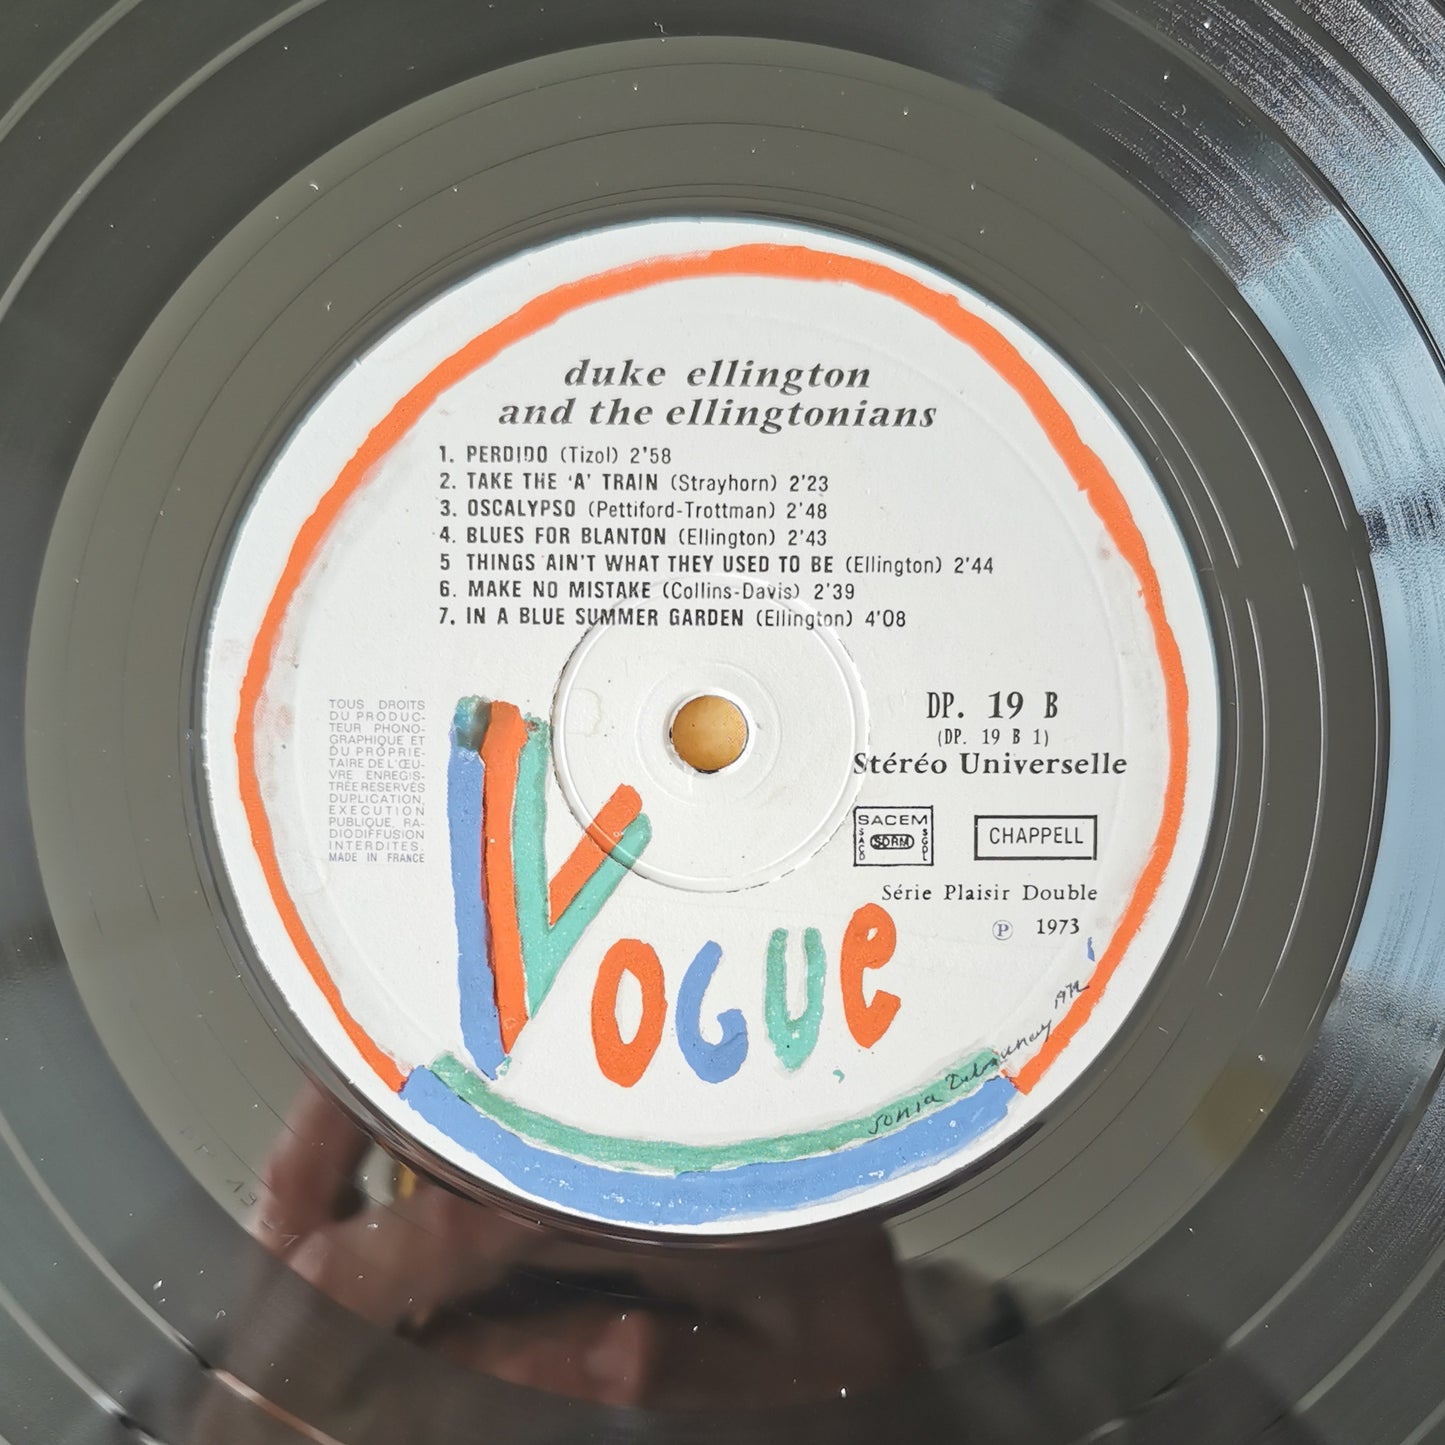 duke ellington
and the ellingtonians
1. PERDIDO (Tizol) 2'58
2. TAKE THE 'A' TRAIN (Strayhorn) 2'23
3. OSCALYPSO (Pettiford-Trottman) 2'48
4. BLUES FOR BLANTON (Ellington) 2'43
5 THINGS AIN'T WHAT THEY USED TO BE (Ellington) 2'44
6. MAKE NO MISTAKE (Collins-Davis) 2'39
7. IN A BLUE SUMMER GARDEN (Ellington) 4'08
TOUS DROITS
DU PRODUC-
TEUR PHONO-
GRAPHIQUE ET
DU PROPRIE-
TAIRE DE L'ŒU-
VRE ENREGIS-
TRÉE RESERVÉS
DUPLICATION,
EXECUTION
PUBLIQUE, RA-
DIODIFFUSION
INTERDITES.
MADE IN FRANCE
DP. 19 B
(DP. 19 B 1)
Stéréo Universelle
SACEM
SACD
SDRM
SGDL
CHAPPELL
Série Plaisir Double
℗ 1973
VOGUE
Sonia Delaunay 1972